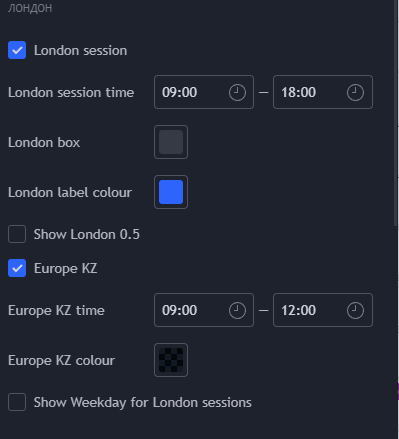 ЛОНДОН
London session
London session time 09:00 — 18:00
London box
London label colour
Show London 0.5
Europe KZ
Europe KZ time 09:00 — 12:00
Europe KZ colour
Show Weekday for London sessions